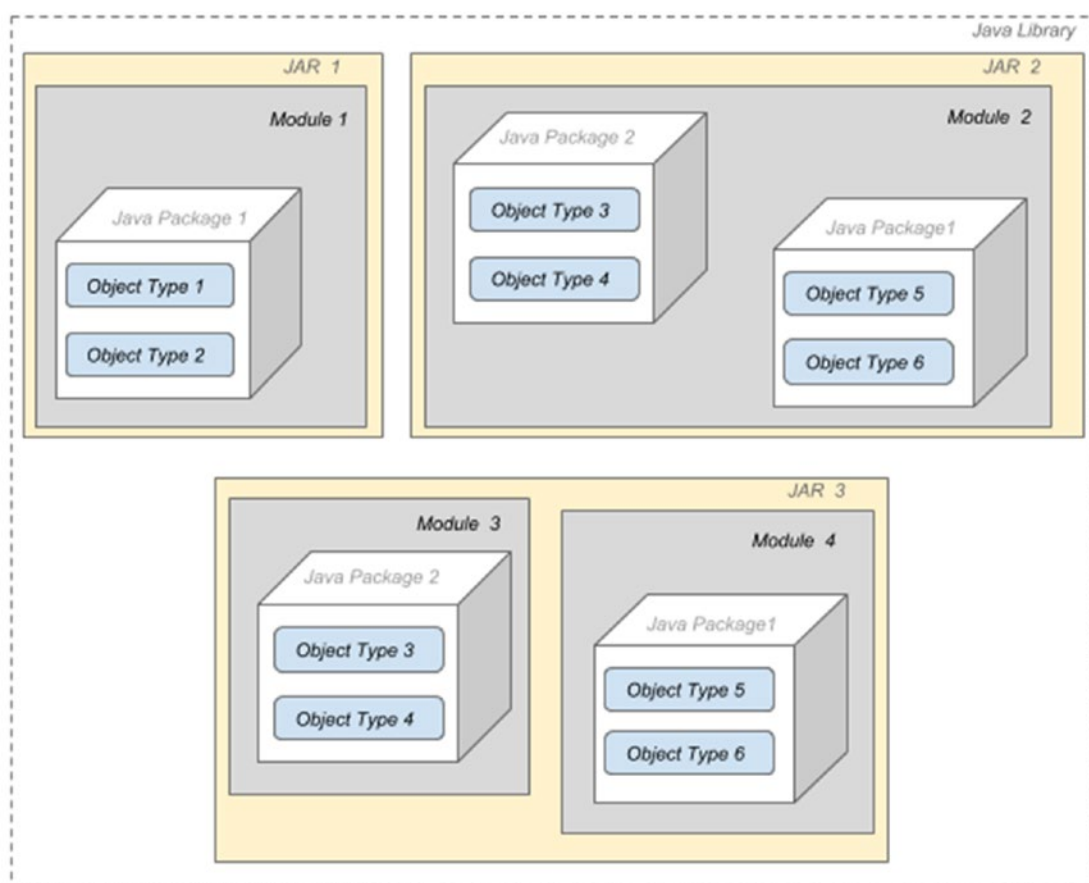 Java Library
JAR 1
Module 1
Java Package 1
Object Type 1
Object Type 2
JAR 2
Module 2
Java Package 2
Object Type 3
Object Type 4
Java Package1
Object Type 5
Object Type 6
JAR 3
Module 3
Java Package 2
Object Type 3
Object Type 4
Module 4
Java Package1
Object Type 5
Object Type 6